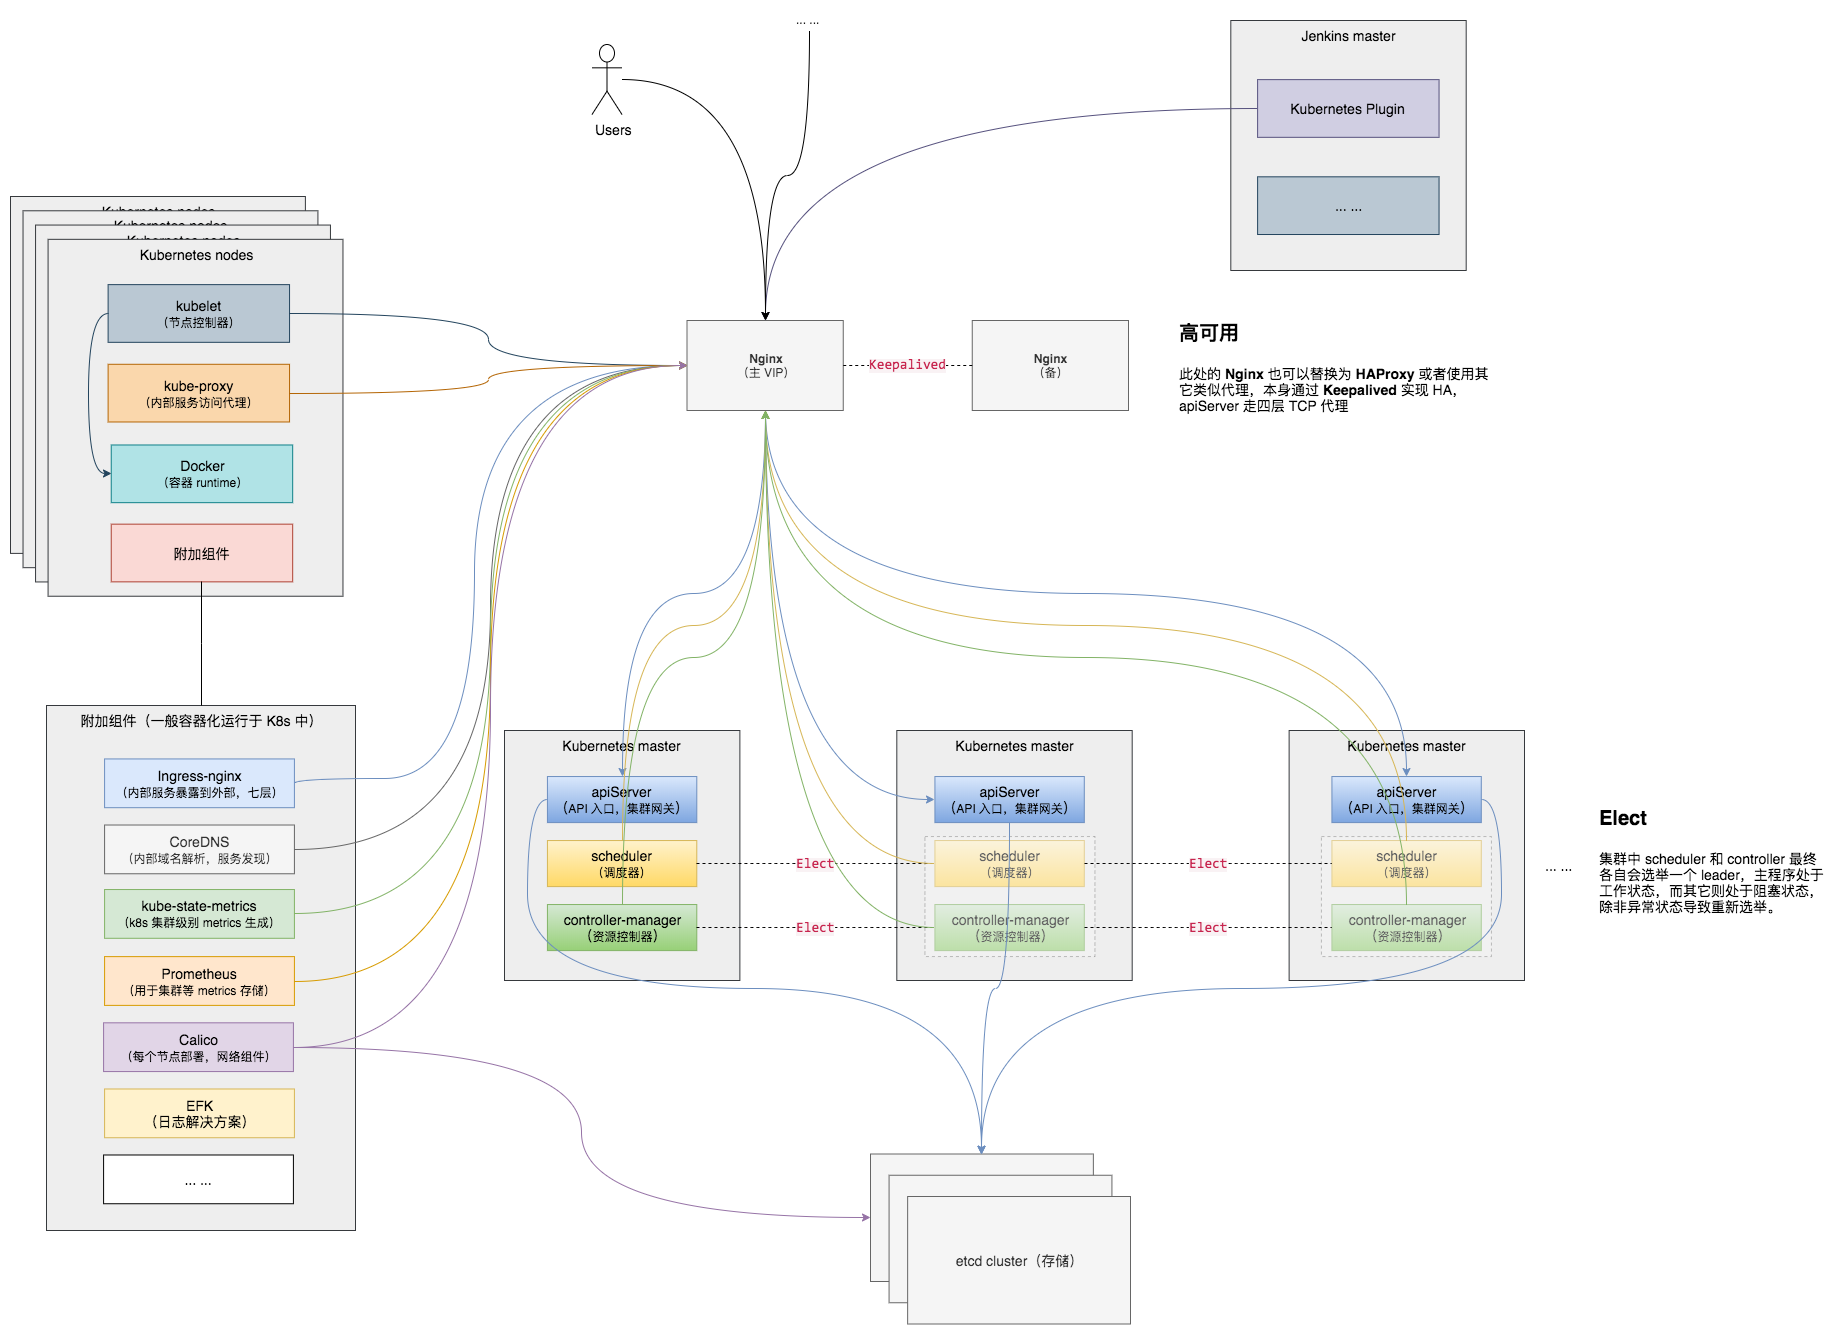 ... ...
Users
Jenkins master
Kubernetes Plugin
... ...
Kubernetes nodes
Kubernetes nodes
Kubernetes nodes
Kubernetes nodes
kubelet
（节点控制器）
kube-proxy
（内部服务访问代理）
Docker
（容器 runtime）
附加组件
Nginx
（主 VIP）
Keepalived
Nginx
（备）
高可用
此处的 Nginx 也可以替换为 HAProxy 或者使用其
它类似代理，本身通过 Keepalived 实现 HA，
apiServer 走四层 TCP 代理
附加组件（一般容器化运行于 K8s 中）
Ingress-nginx
（内部服务暴露到外部，七层）
CoreDNS
（内部域名解析，服务发现）
kube-state-metrics
（k8s 集群级别 metrics 生成）
Prometheus
（用于集群等 metrics 存储）
Calico
（每个节点部署，网络组件）
EFK
（日志解决方案）
... ...
Kubernetes master
apiServer
（API 入口，集群网关）
scheduler
（调度器）
controller-manager
（资源控制器）
Elect
Elect
Kubernetes master
apiServer
（API 入口，集群网关）
scheduler
（调度器）
controller-manager
（资源控制器）
Elect
Elect
Kubernetes master
apiServer
（API 入口，集群网关）
scheduler
（调度器）
controller-manager
（资源控制器）
... ...
Elect
集群中 scheduler 和 controller 最终
各自会选举一个 leader，主程序处于
工作状态，而其它则处于阻塞状态，
除非异常状态导致重新选举。
etcd cluster（存储）